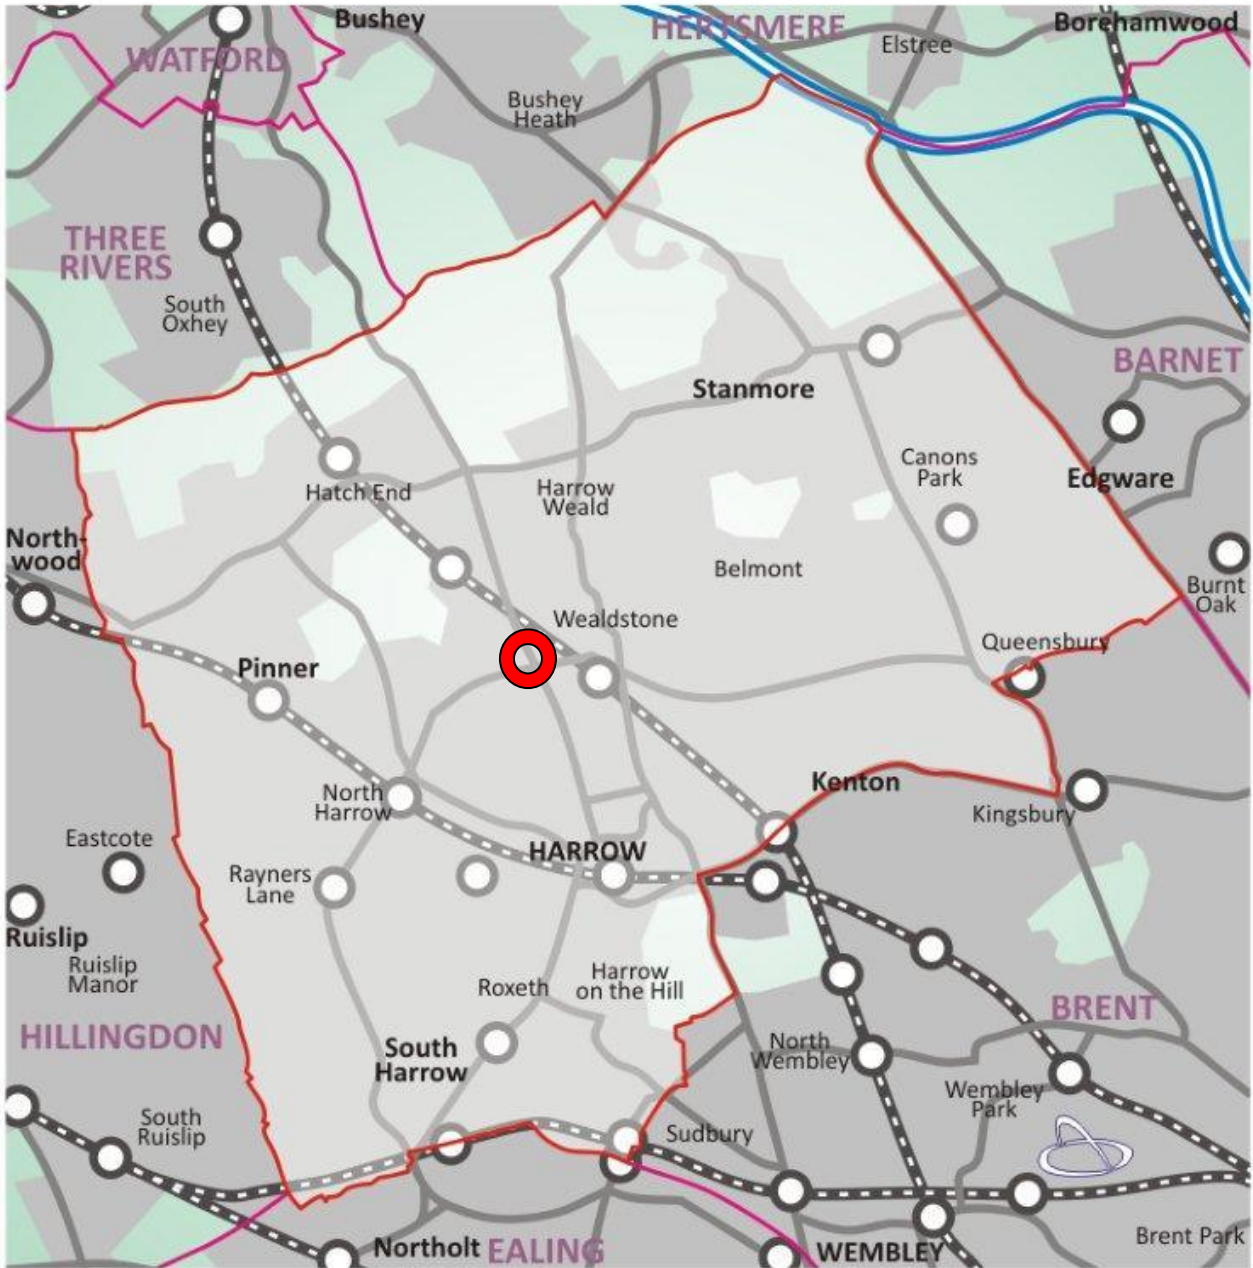 Bushey
HERTSMERE
Borehamwood
WATFORD
Elstree
Bushey
Heath
THREE
RIVERS
South
Oxhey
BARNET
Stanmore
Canons
Park
Edgware
Hatch End
Harrow
Weald
North-
wood
Belmont
Burnt
Oak
Wealdstone
Queensbury
Pinner
Kenton
North
Harrow
Kingsbury
Eastcote
HARROW
Rayners
Lane
Ruislip
Ruislip
Manor
Roxeth
Harrow
on the Hill
BRENT
HILLINGDON
South
Harrow
North
Wembley
Wembley
Park
South
Ruislip
Sudbury
Northolt
EALING
WEMBLEY
Brent Park